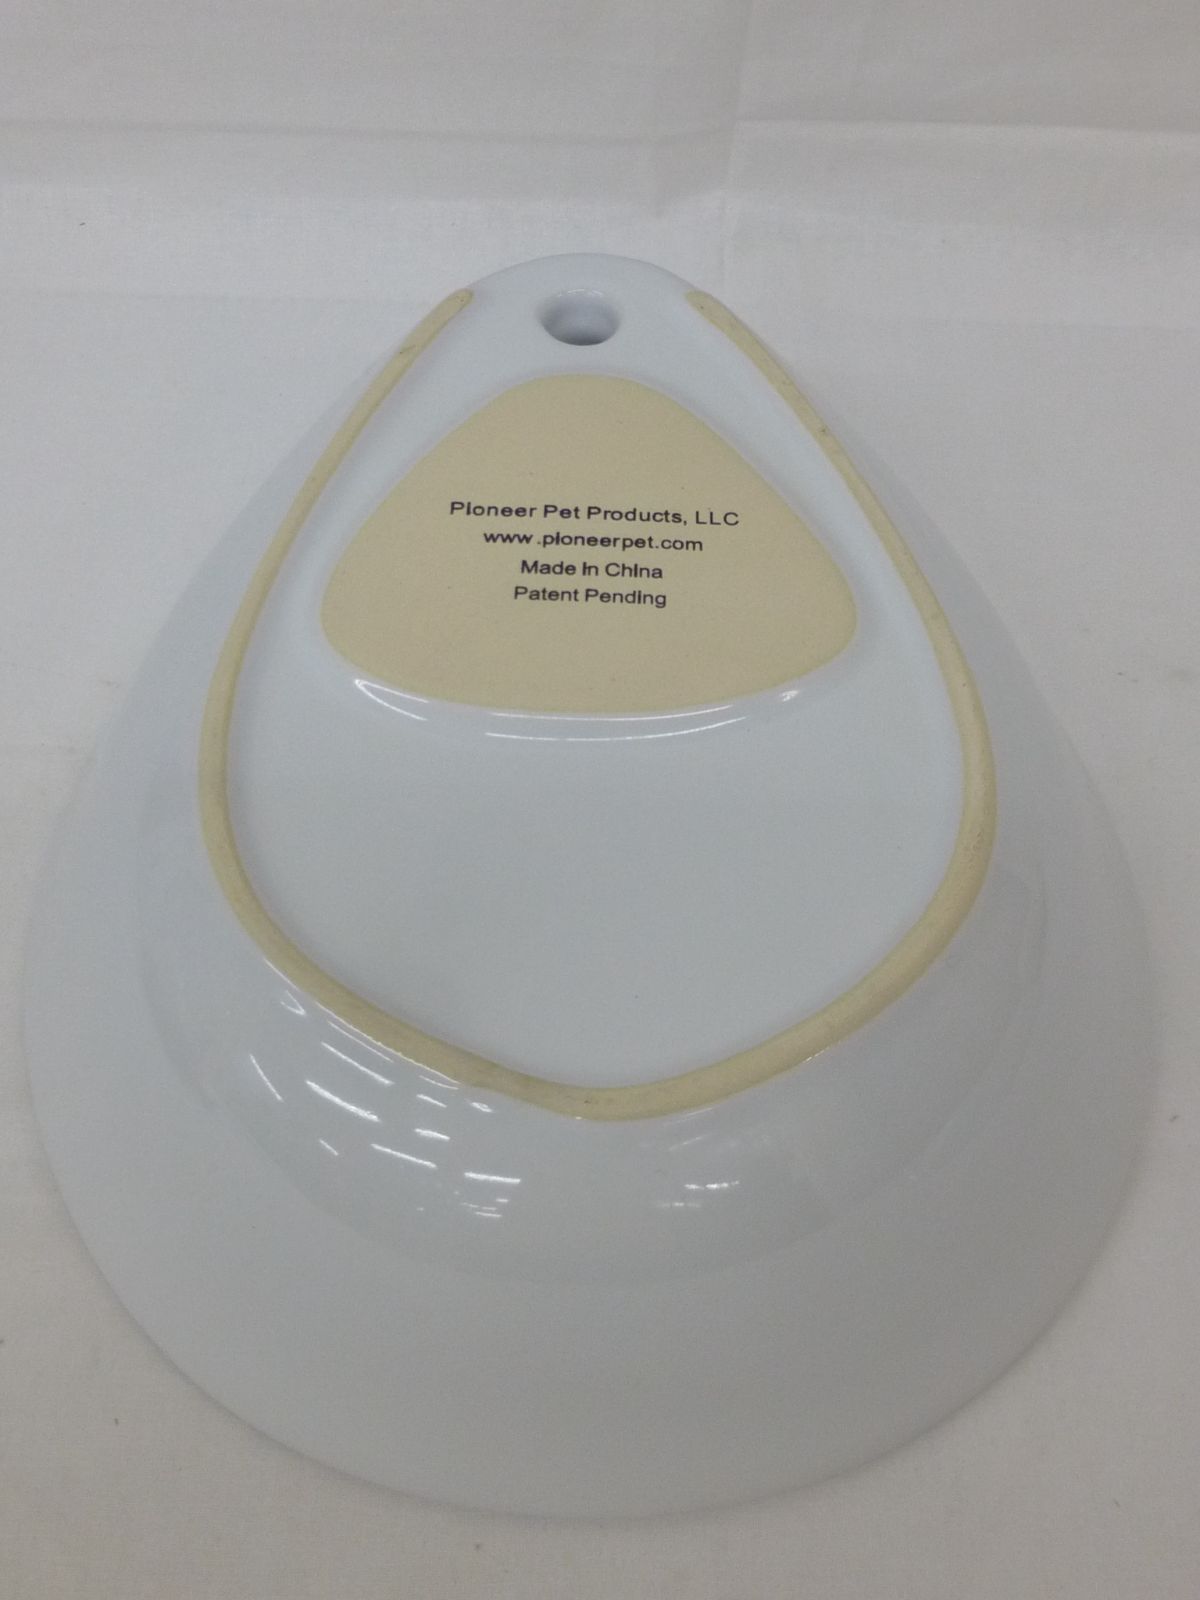 Pioneer Pet Products, LLC
www.pioneerpet.com
Made In China
Patent Pending